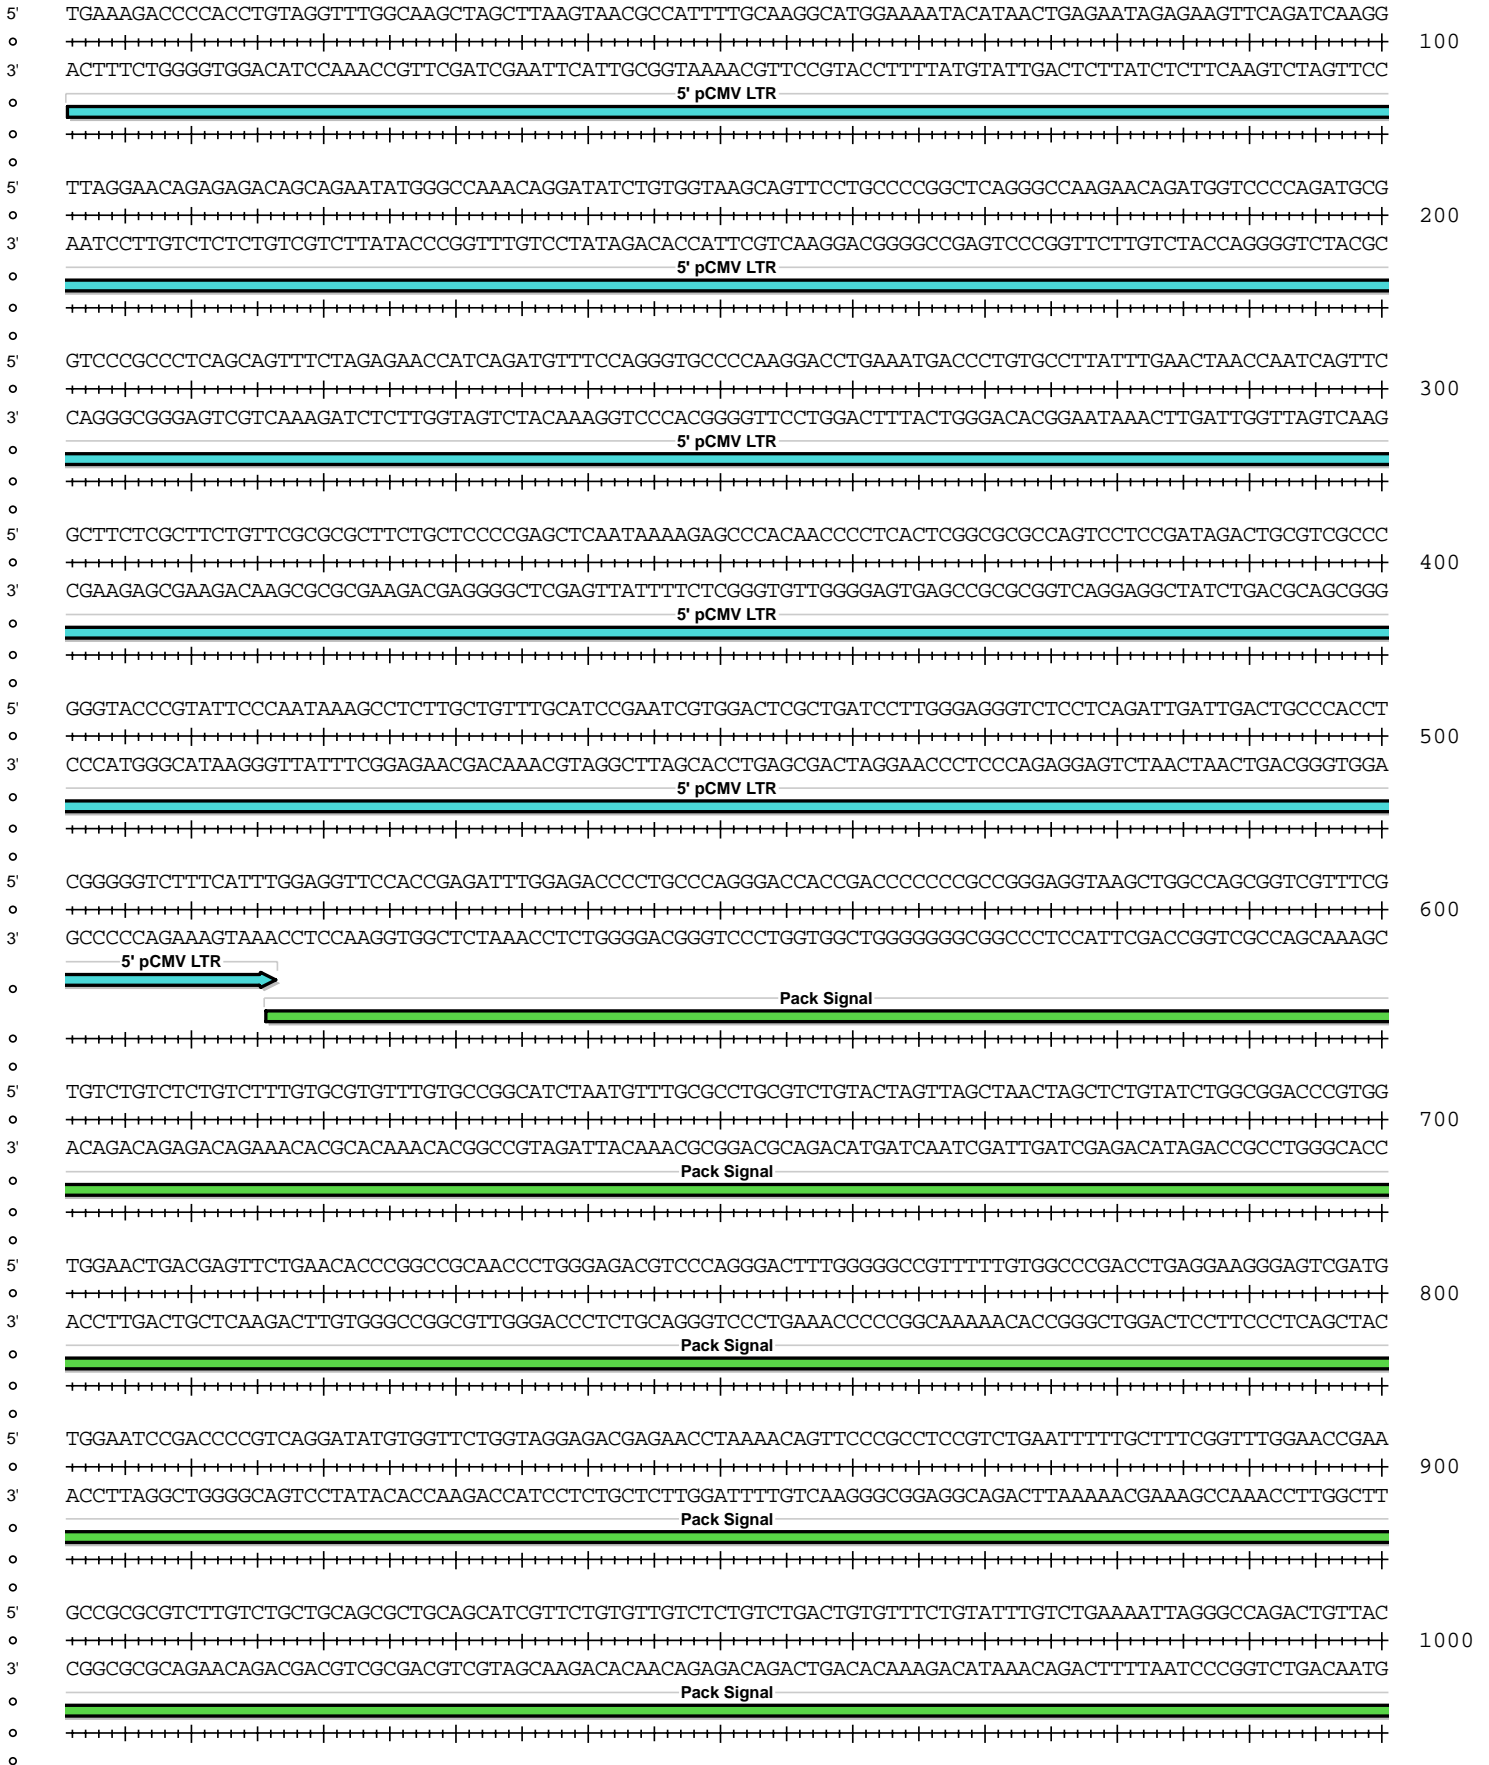 5' TGAAAGACCCCACCTGTAGGTTTGGCAAGCTAGCTTAAGTAACGCCATTTTGCAAGGCATGGAAAATACATAACTGAGAATAGAGAAGTTCAGATCAAGG
100
3' ACTTTCTGGGGTGGACATCCAAACCGTTCGATCGAATTCATTGCGGTAAAACGTTCCGTACCTTTTATGTATTGACTCTTATCTCTTCAAGTCTAGTTCC
5' pCMV LTR
5' TTAGGAACAGAGAGACAGCAGAATATGGGCCAAACAGGATATCTGTGGTAAGCAGTTCCTGCCCCGGCTCAGGGCCAAGAACAGATGGTCCCCAGATGCG
200
3' AATCCTTGTCTCTCTGTCGTCTTATACCCGGTTTGTCCTATAGACACCATTCGTCAAGGACGGGGCCGAGTCCCGGTTCTTGTCTACCAGGGGTCTACGC
5' pCMV LTR
5' GTCCCGCCCTCAGCAGTTTCTAGAGAACCATCAGATGTTTCCAGGGTGCCCCAAGGACCTGAAATGACCCTGTGCCTTATTTGAACTAACCAATCAGTTC
300
3' CAGGGCGGGAGTCGTCAAAGATCTCTTGGTAGTCTACAAAGGTCCCACGGGGTTCCTGGACTTTACTGGGACACGGAATAAACTTGATTGGTTAGTCAAG
5' pCMV LTR
5' GCTTCTCGCTTCTGTTCGCGCGCTTCTGCTCCCCGAGCTCAATAAAAGAGCCCACAACCCCTCACTCGGCGCGCCAGTCCTCCGATAGACTGCGTCGCCC
400
3' CGAAGAGCGAAGACAAGCGCGCGAAGACGAGGGGCTCGAGTTATTTTCTCGGGTGTTGGGGAGTGAGCCGCGCGGTCAGGAGGCTATCTGACGCAGCGGG
5' pCMV LTR
5' GGGTACCCGTATTCCCAATAAAGCCTCTTGCTGTTTGCATCCGAATCGTGGACTCGCTGATCCTTGGGAGGGTCTCCTCAGATTGATTGACTGCCCACCT
500
3' CCCATGGGCATAAGGGTTATTTCGGAGAACGACAAACGTAGGCTTAGCACCTGAGCGACTAGGAACCCTCCCAGAGGAGTCTAACTAACTGACGGGTGGA
5' pCMV LTR
5' CGGGGGTCTTTCATTTGGAGGTTCCACCGAGATTTGGAGACCCCTGCCCAGGGACCACCGACCCCCCCGCCGGGAGGTAAGCTGGCCAGCGGTCGTTTCG
600
3' GCCCCCAGAAAGTAAACCTCCAAGGTGGCTCTAAACCTCTGGGGACGGGTCCCTGGTGGCTGGGGGGGCGGCCCTCCATTCGACCGGTCGCCAGCAAAGC
5' pCMV LTR
Pack Signal
5' TGTCTGTCTCTGTCTTTGTGCGTGTTTGTGCCGGCATCTAATGTTTGCGCCTGCGTCTGTACTAGTTAGCTAACTAGCTCTGTATCTGGCGGACCCGTGG
700
3' ACAGACAGAGACAGAAACACGCACAAACACGGCCGTAGATTACAAACGCGGACGCAGACATGATCAATCGATTGATCGAGACATAGACCGCCTGGGCACC
Pack Signal
5' TGGAACTGACGAGTTCTGAACACCCGGCCGCAACCCTGGGAGACGTCCCAGGGACTTTGGGGGCCGTTTTTGTGGCCCGACCTGAGGAAGGGAGTCGATG
800
3' ACCTTGACTGCTCAAGACTTGTGGGCCGGCGTTGGGACCCTCTGCAGGGTCCCTGAAACCCCCGGCAAAAACACCGGGCTGGACTCCTTCCCTCAGCTAC
Pack Signal
5' TGGAATCCGACCCCGTCAGGATATGTGGTTCTGGTAGGAGACGAGAACCTAAAACAGTTCCCGCCTCCGTCTGAATTTTTGCTTTCGGTTTGGAACCGAA
900
3' ACCTTAGGCTGGGGCAGTCCTATACACCAAGACCATCCTCTGCTCTTGGATTTTGTCAAGGGCGGAGGCAGACTTAAAAACGAAAGCCAAACCTTGGCTT
Pack Signal
5' GCCGCGCGTCTTGTCTGCTGCAGCGCTGCAGCATCGTTCTGTGTTGTCTCTGTCTGACTGTGTTTCTGTATTTGTCTGAAAATTAGGGCCAGACTGTTAC
1000
3' CGGCGCGCAGAACAGACGACGTCGCGACGTCGTAGCAAGACACAACAGAGACAGACTGACACAAAGACATAAACAGACTTTTAATCCCGGTCTGACAATG
Pack Signal